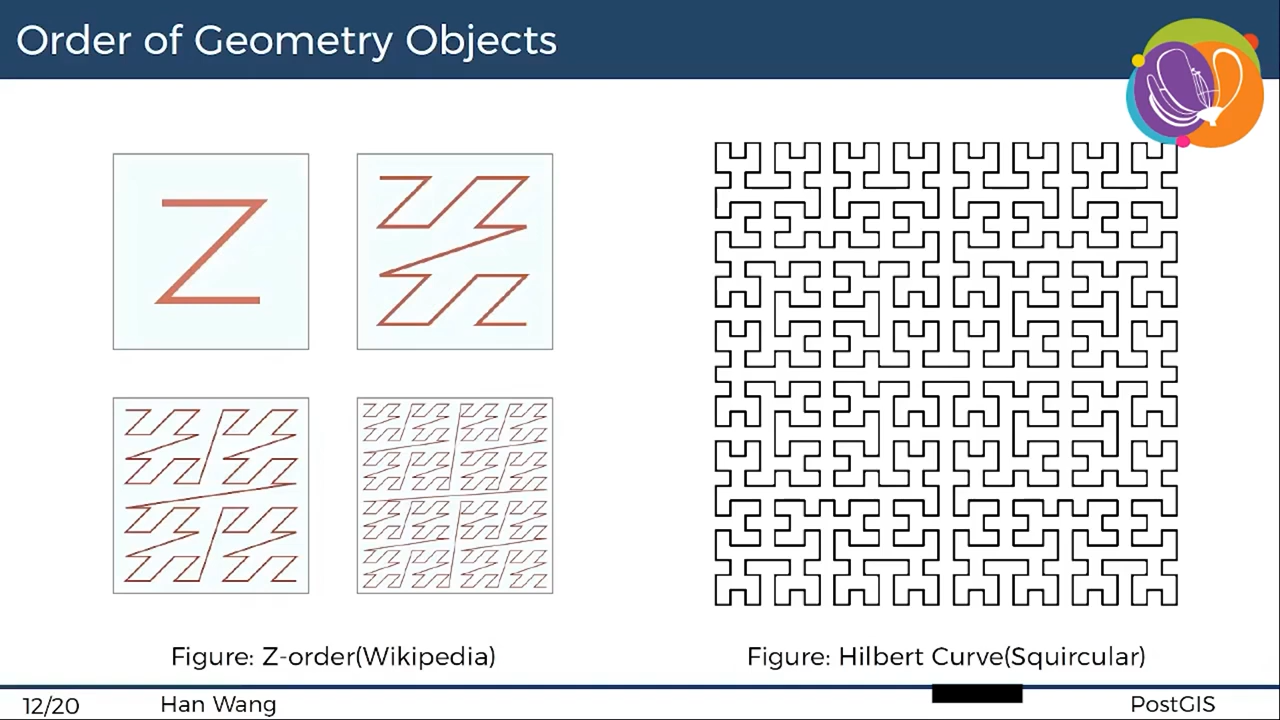 Order of Geometry Objects
Figure: Z-order(Wikipedia)
Figure: Hilbert Curve(Squircular)
12/20
Han Wang
PostGIS